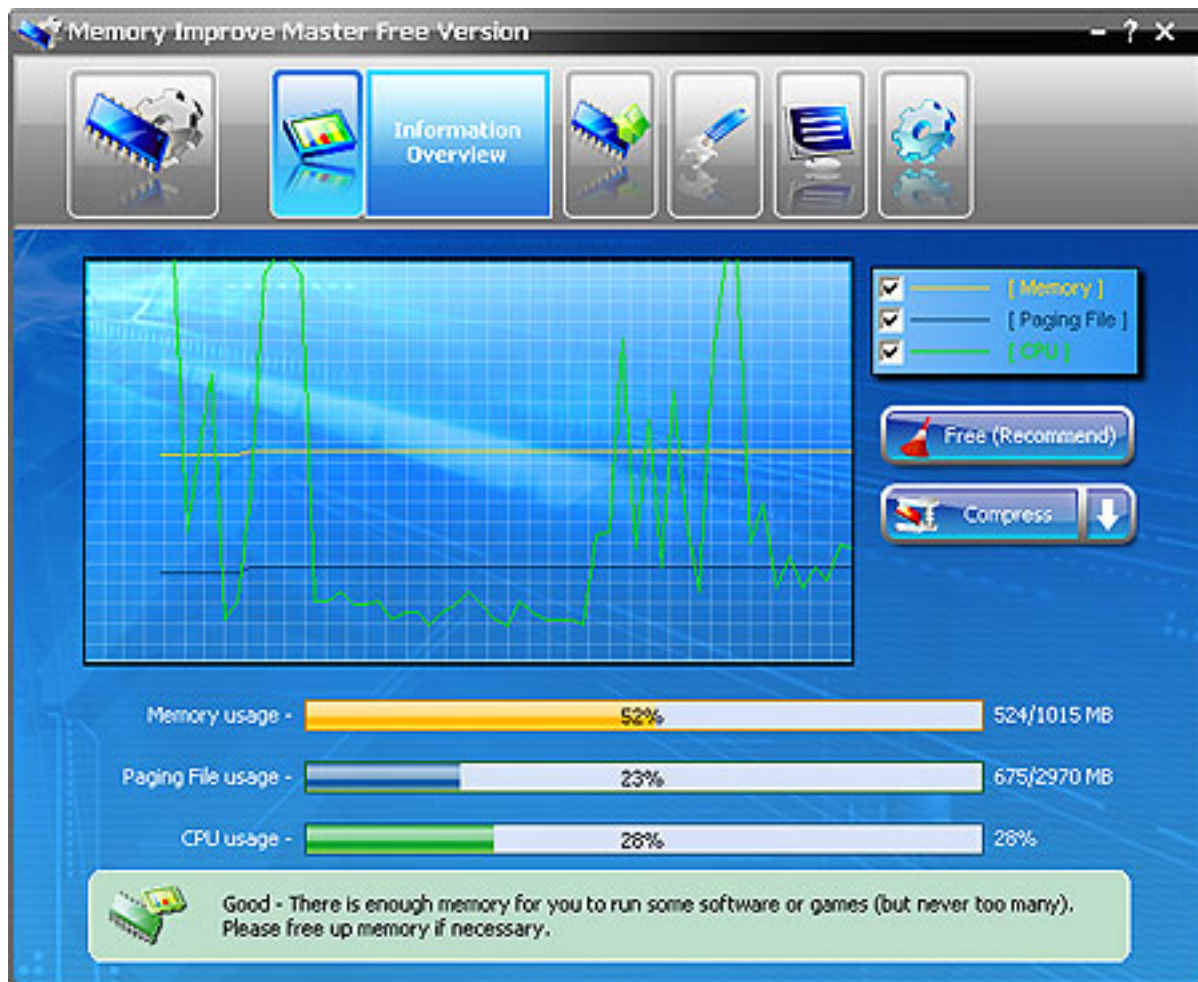 Memory Improve Master Free Version
Information
Overview
[ Memory ]
[ Paging File ]
[ CPU ]
Free (Recommend)
Compress
Memory usage - 52% 524/1015 MB
Paging File usage - 23% 675/2970 MB
CPU usage - 28% 28%
Good - There is enough memory for you to run some software or games (but never too many).
Please free up memory if necessary.